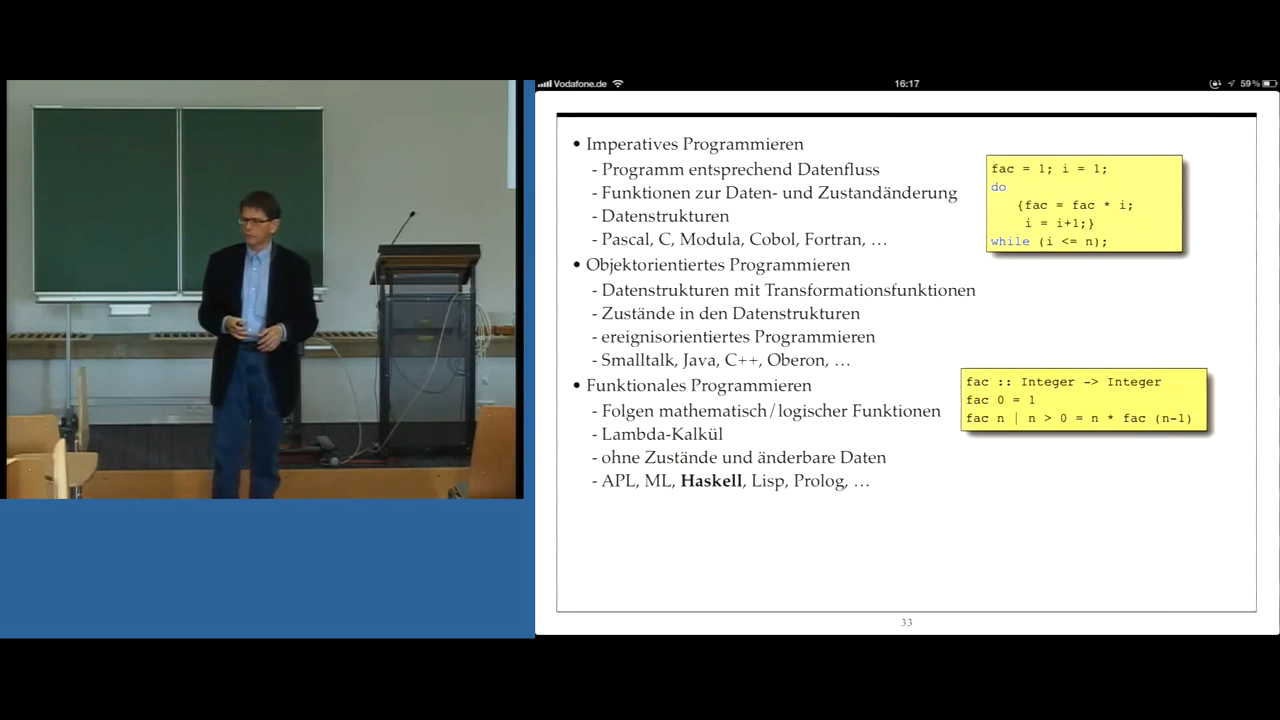 Vodafone.de
16:17
59%
• Imperatives Programmieren
- Programm entsprechend Datenfluss
- Funktionen zur Daten- und Zustandänderung
- Datenstrukturen
- Pascal, C, Modula, Cobol, Fortran, …
fac = 1; i = 1;
do
{fac = fac * i;
i = i+1;}
while (i <= n);
• Objektorientiertes Programmieren
- Datenstrukturen mit Transformationsfunktionen
- Zustände in den Datenstrukturen
- ereignisorientiertes Programmieren
- Smalltalk, Java, C++, Oberon, …
• Funktionales Programmieren
- Folgen mathematisch/logischer Funktionen
- Lambda-Kalkül
- ohne Zustände und änderbare Daten
- APL, ML, Haskell, Lisp, Prolog, …
fac :: Integer -> Integer
fac 0 = 1
fac n | n > 0 = n * fac (n-1)
33